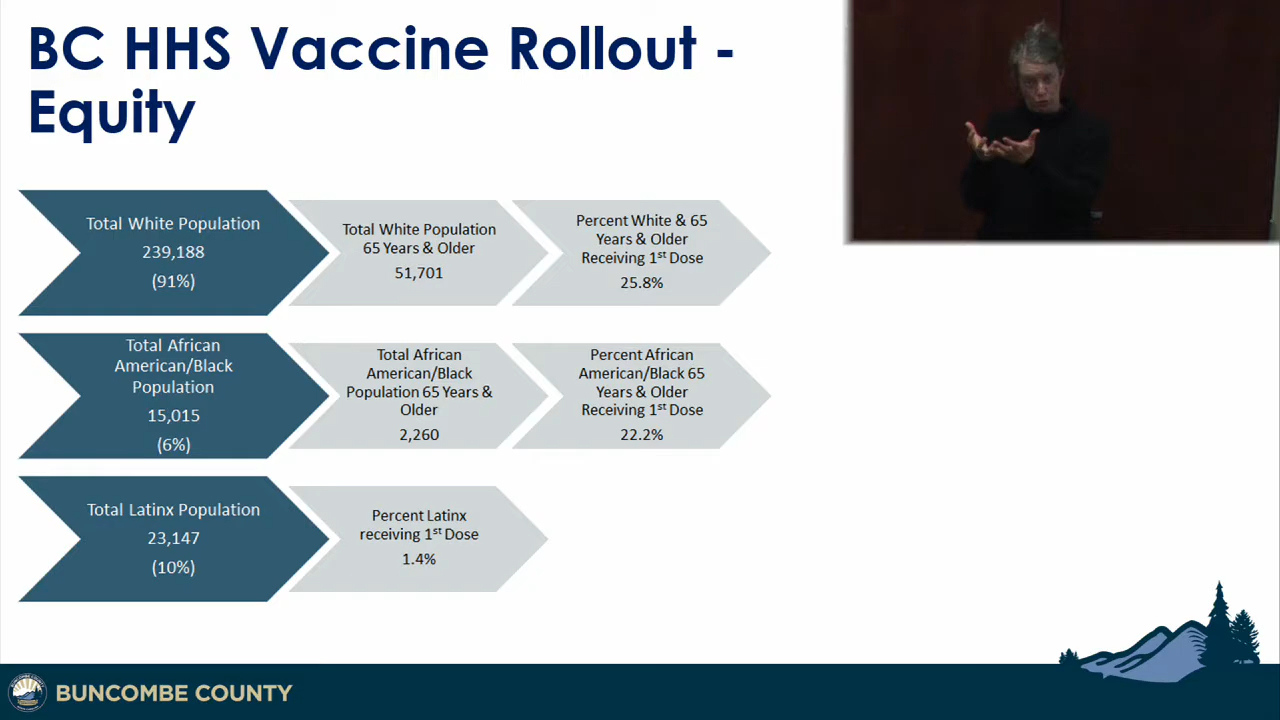 BC HHS Vaccine Rollout -
Equity
Total White Population
239,188
(91%)
Total White Population
65 Years & Older
51,701
Percent White & 65
Years & Older
Receiving 1st Dose
25.8%
Total African
American/Black
Population
15,015
(6%)
Total African
American/Black
Population 65 Years &
Older
2,260
Percent African
American/Black 65
Years & Older
Receiving 1st Dose
22.2%
Total Latinx Population
23,147
(10%)
Percent Latinx
receiving 1st Dose
1.4%
BUNCOMBE COUNTY